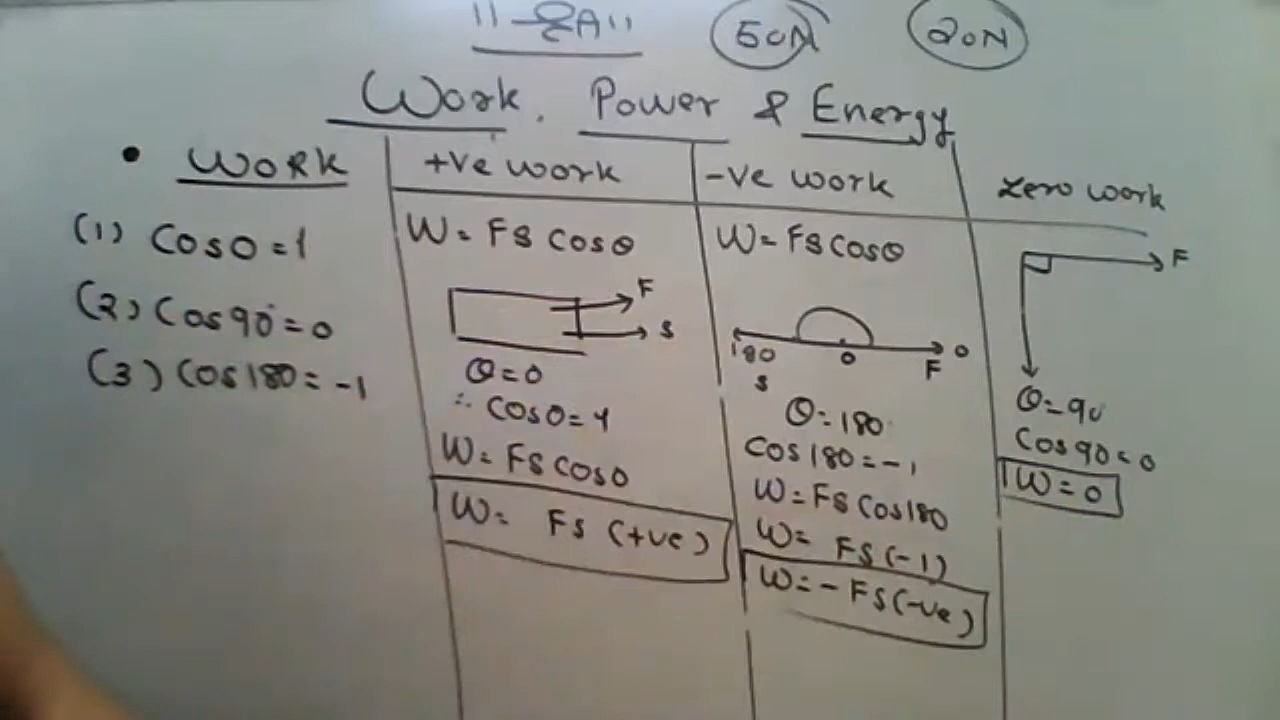 50N
20N
Work, Power & Energy
• WORK
(1) Cos0=1
(2) Cos90°=0
(3) Cos180=-1
+ve work
W=FS Cosθ
F
S
θ=0
∴ Cos0=1
W=FS Cos0
W= FS (+ve)
-ve work
W=FS Cosθ
180
0
0
S
F
θ=180
Cos180=-1
W=FS Cos180
W= FS(-1)
W=-FS(-ve)
Zero work
F
θ=90
Cos90=0
W=0